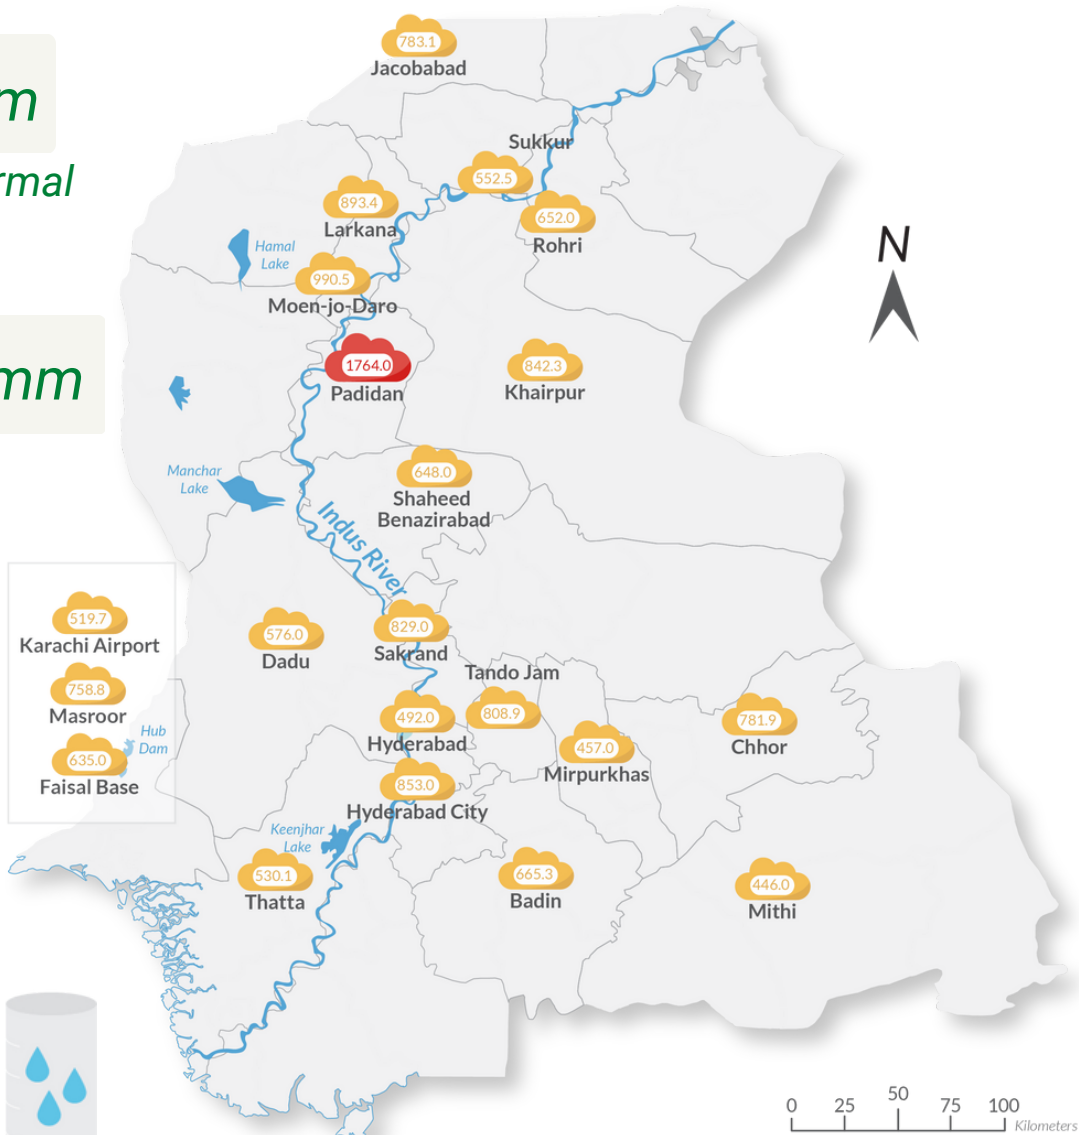 783.1
Jacobabad
m
rmal
Sukkur
552.5
893.4
Larkana
652.0
Rohri
N
Hamal
Lake
990.5
Moen-jo-Daro
mm
1764.0
Padidan
842.3
Khairpur
Manchar
Lake
648.0
Shaheed
Benazirabad
Indus River
519.7
Karachi Airport
758.8
Masroor
Hub
Dam
635.0
Faisal Base
576.0
Dadu
829.0
Sakrand
Tando Jam
808.9
492.0
Hyderabad
457.0
Mirpurkhas
781.9
Chhor
853.0
Hyderabad City
Keenjhar
Lake
530.1
Thatta
665.3
Badin
446.0
Mithi
0 25 50 75 100
Kilometers